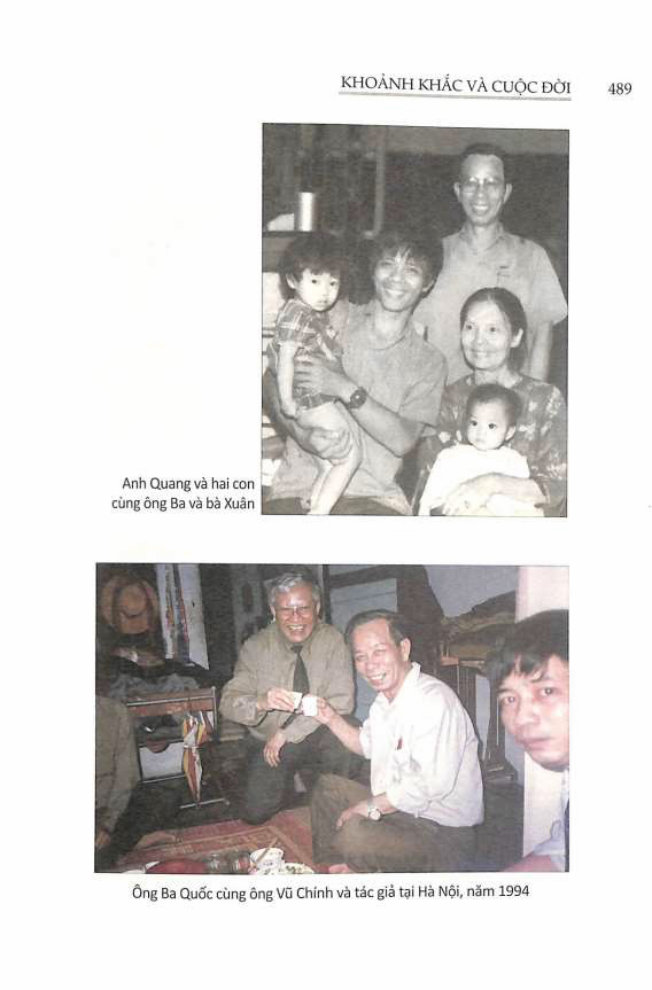 KHOẢNH KHẮC VÀ CUỘC ĐỜI 489
Anh Quang và hai con
cùng ông Ba và bà Xuân
Ông Ba Quốc cùng ông Vũ Chính và tác giả tại Hà Nội, năm 1994